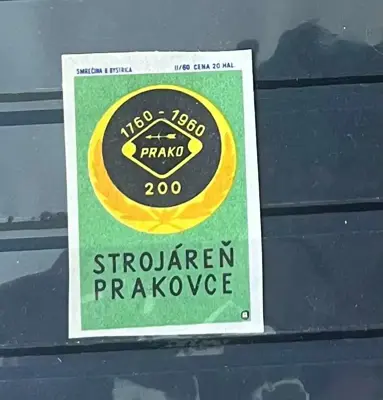 SMREČINA B BYSTRICA II/60 CENA 20 HAL.
1760-1960
PRAKO
200
STROJÁREŇ
PRAKOVCE